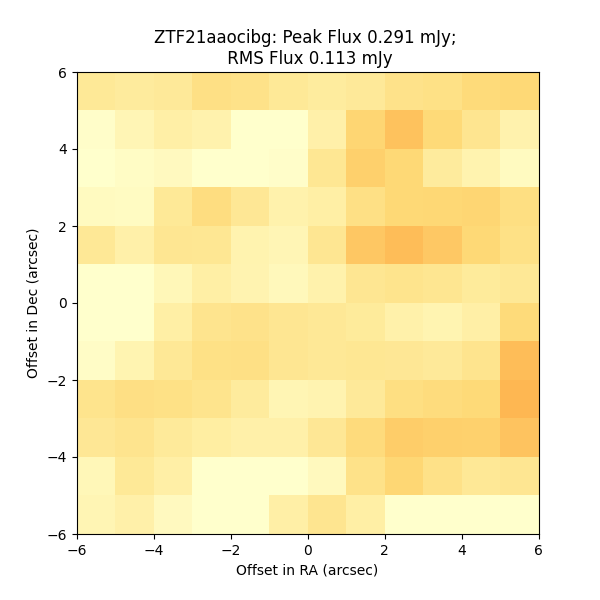 ZTF21aaocibg: Peak Flux 0.291 mJy;
RMS Flux 0.113 mJy
6
4
2
0
−2
−4
−6
Offset in Dec (arcsec)
−6 −4 −2 0 2 4 6
Offset in RA (arcsec)